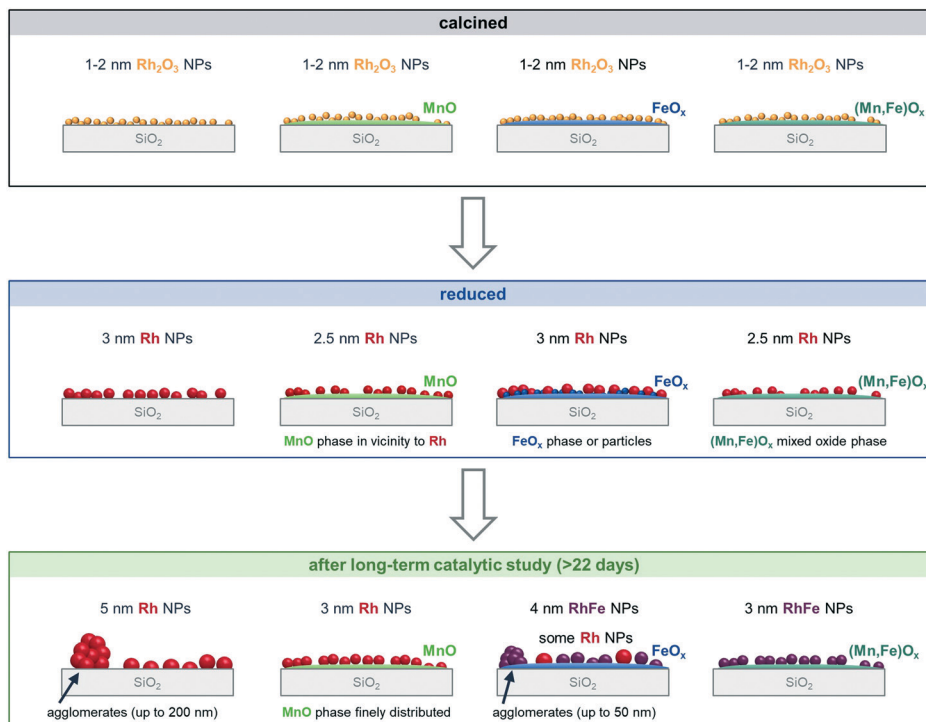 calcined
1-2 nm Rh₂O₃ NPs
1-2 nm Rh₂O₃ NPs
1-2 nm Rh₂O₃ NPs
1-2 nm Rh₂O₃ NPs
MnO
FeOₓ
(Mn,Fe)Oₓ
SiO₂
SiO₂
SiO₂
SiO₂
reduced
3 nm Rh NPs
2.5 nm Rh NPs
3 nm Rh NPs
2.5 nm Rh NPs
MnO
FeOₓ
(Mn,Fe)Oₓ
SiO₂
SiO₂
SiO₂
SiO₂
MnO phase in vicinity to Rh
FeOₓ phase or particles
(Mn,Fe)Oₓ mixed oxide phase
after long-term catalytic study (>22 days)
5 nm Rh NPs
3 nm Rh NPs
4 nm RhFe NPs
3 nm RhFe NPs
some Rh NPs
MnO
FeOₓ
(Mn,Fe)Oₓ
SiO₂
SiO₂
SiO₂
SiO₂
agglomerates (up to 200 nm)
MnO phase finely distributed
agglomerates (up to 50 nm)